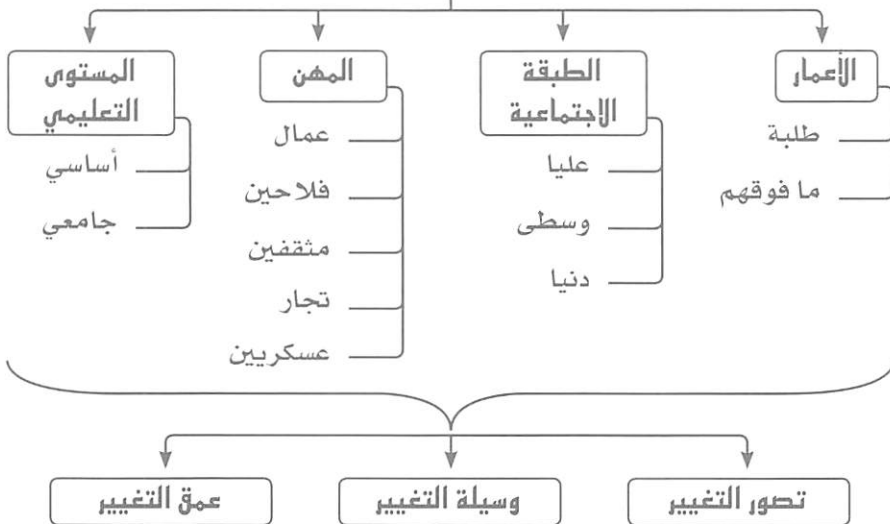 الأعمار
طلبة
ما فوقهم
الطبقة
الاجتماعية
عليا
وسطى
دنيا
المهن
عمال
فلاحين
مثقفين
تجار
عسكريين
المستوى
التعليمي
أساسي
جامعي
تصور التغيير
وسيلة التغيير
عمق التغيير